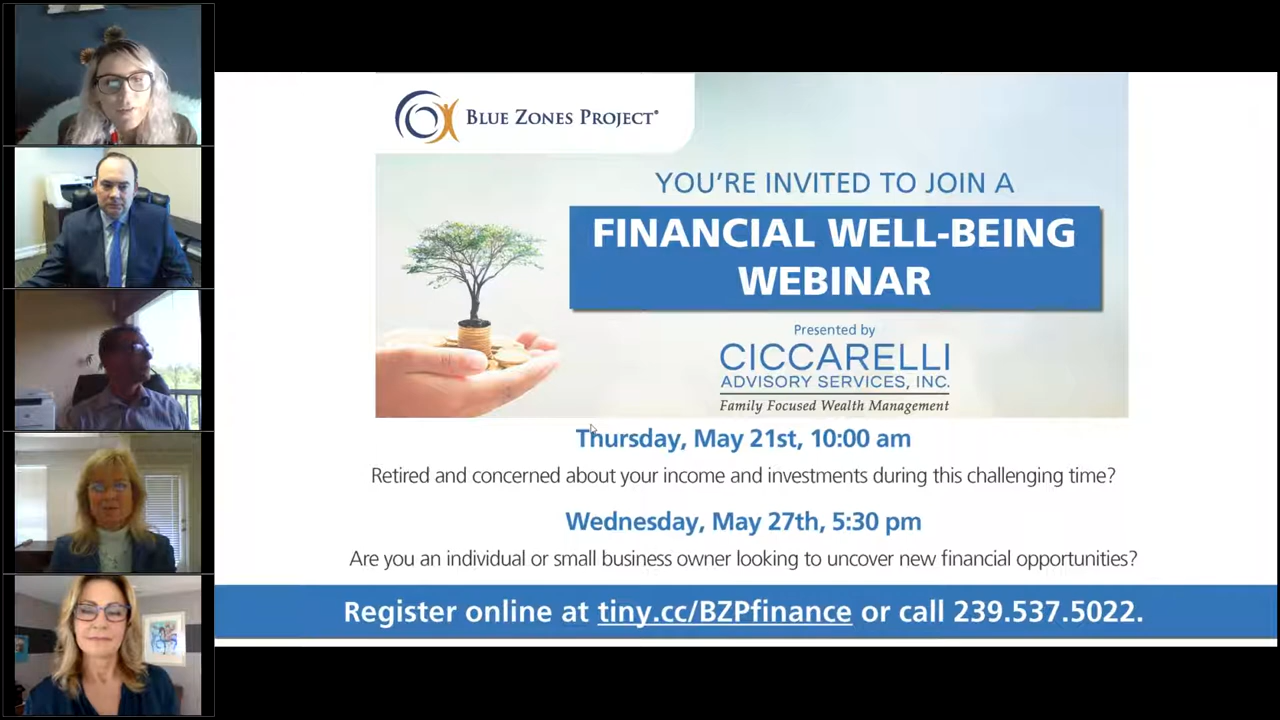 BLUE ZONES PROJECT®
YOU'RE INVITED TO JOIN A
FINANCIAL WELL-BEING
WEBINAR
Presented by
CICCARELLI
ADVISORY SERVICES, INC.
Family Focused Wealth Management
Thursday, May 21st, 10:00 am
Retired and concerned about your income and investments during this challenging time?
Wednesday, May 27th, 5:30 pm
Are you an individual or small business owner looking to uncover new financial opportunities?
Register online at tiny.cc/BZPfinance or call 239.537.5022.